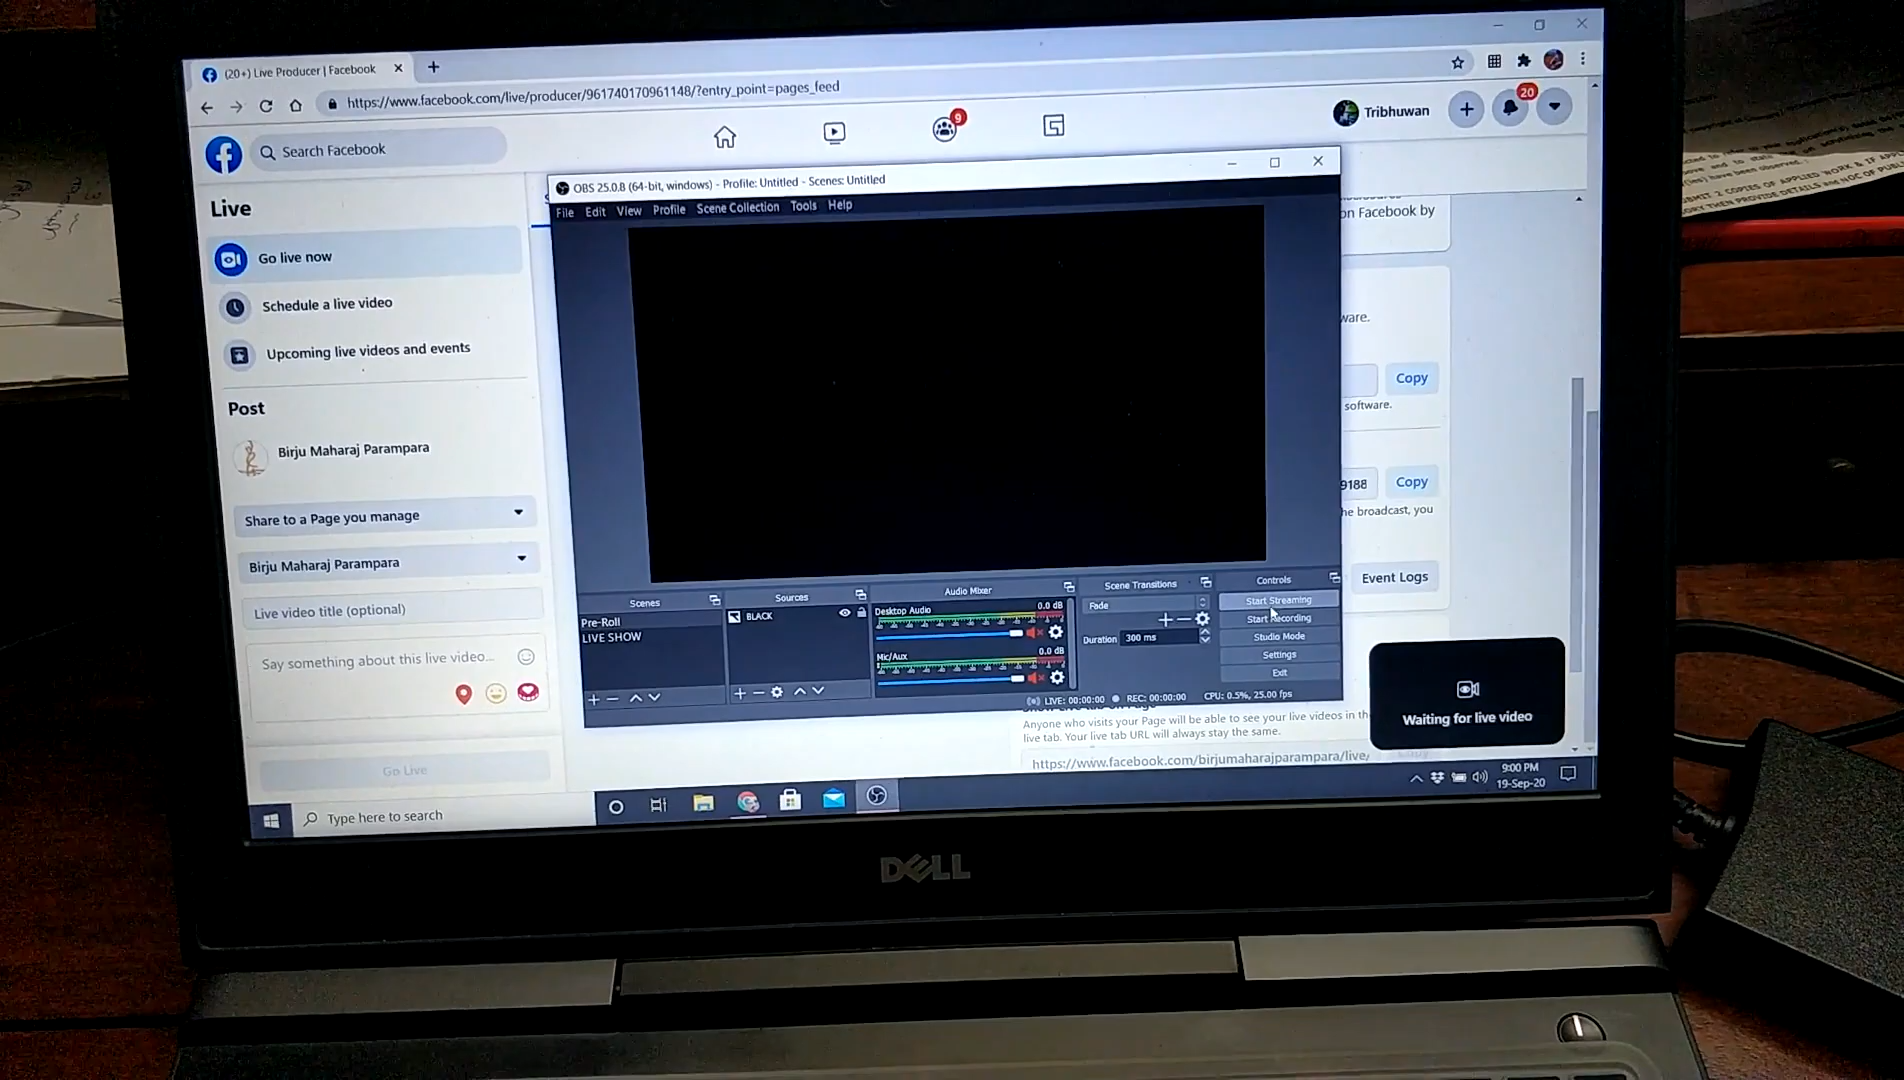 (20+) Live Producer | Facebook
https://www.facebook.com/live/producer/961740170961148/?entry_point=pages_feed
Search Facebook
9
Tribhuwan
20
Live
Go live now
Schedule a live video
Upcoming live videos and events
Post
Birju Maharaj Parampara
Share to a Page you manage
Birju Maharaj Parampara
Live video title (optional)
Say something about this live video...
Go Live
OBS 25.0.8 (64-bit, windows) - Profile: Untitled - Scenes: Untitled
File Edit View Profile Scene Collection Tools Help
Scenes
Pre-Roll
LIVE SHOW
Sources
BLACK
Audio Mixer
Desktop Audio 0.0 dB
Mic/Aux 0.0 dB
Scene Transitions
Fade
Duration 300 ms
Controls
Start Streaming
Start Recording
Studio Mode
Settings
Exit
LIVE: 00:00:00 REC: 00:00:00 CPU: 0.5%, 25.00 fps
on Facebook by
ware.
Copy
software.
9188 Copy
he broadcast, you
Event Logs
Anyone who visits your Page will be able to see your live videos in the
live tab. Your live tab URL will always stay the same.
https://www.facebook.com/birjumaharajparampara/live/
Waiting for live video
Type here to search
9:00 PM
19-Sep-20
DELL